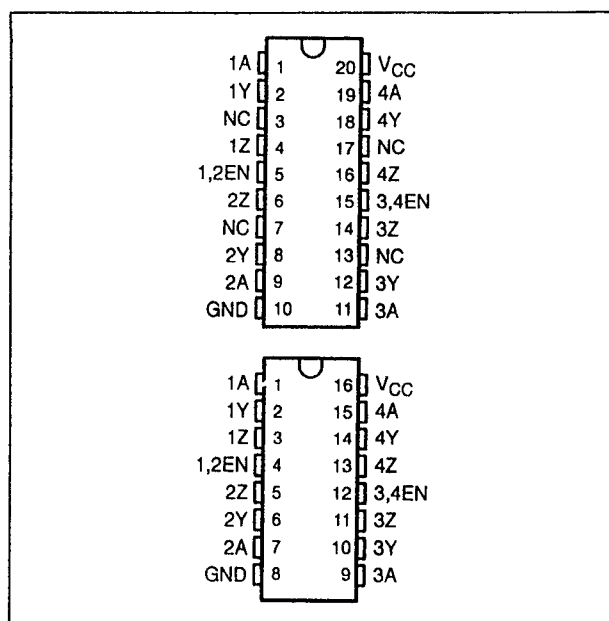 1A 1 20 VCC
1Y 2 19 4A
NC 3 18 4Y
1Z 4 17 NC
1,2EN 5 16 4Z
2Z 6 15 3,4EN
NC 7 14 3Z
2Y 8 13 NC
2A 9 12 3Y
GND 10 11 3A
1A 1 16 VCC
1Y 2 15 4A
1Z 3 14 4Y
1,2EN 4 13 4Z
2Z 5 12 3,4EN
2Y 6 11 3Z
2A 7 10 3Y
GND 8 9 3A